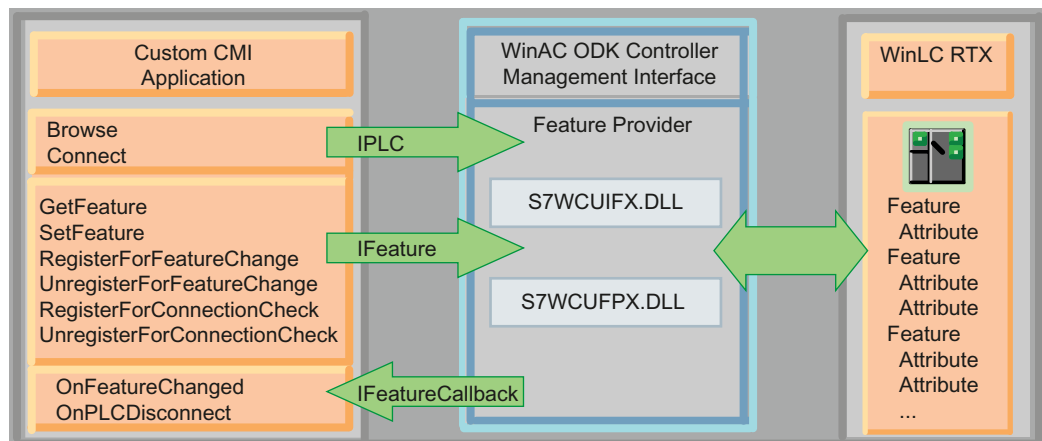 Custom CMI
Application
Browse
Connect
GetFeature
SetFeature
RegisterForFeatureChange
UnregisterForFeatureChange
RegisterForConnectionCheck
UnregisterForConnectionCheck
OnFeatureChanged
OnPLCDisconnect
IPLC
IFeature
IFeatureCallback
WinAC ODK Controller
Management Interface
Feature Provider
S7WCUIFX.DLL
S7WCUFPX.DLL
WinLC RTX
Feature
Attribute
Feature
Attribute
Attribute
Feature
Attribute
Attribute
...